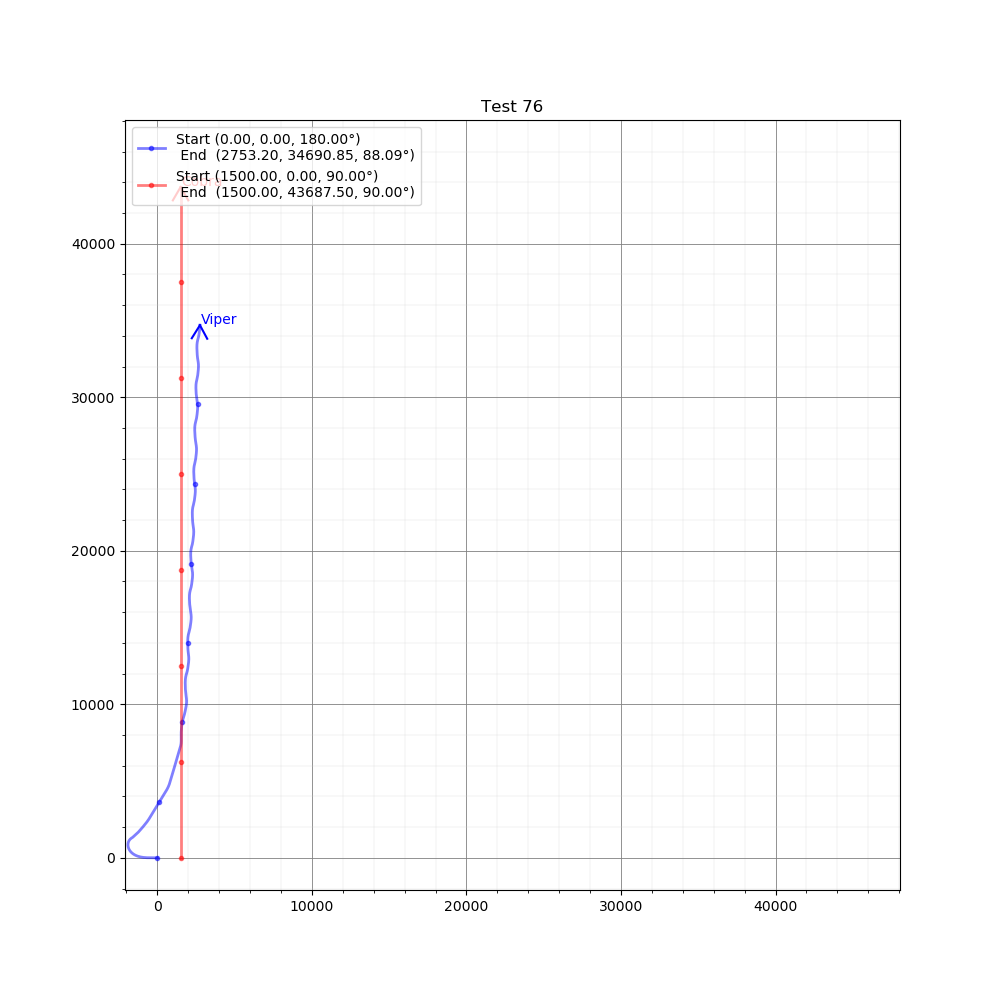 Test 76
Start (0.00, 0.00, 180.00°)
End (2753.20, 34690.85, 88.09°)
Start (1500.00, 0.00, 90.00°)
End (1500.00, 43687.50, 90.00°)
Viper
40000
30000
20000
10000
0
0 10000 20000 30000 40000